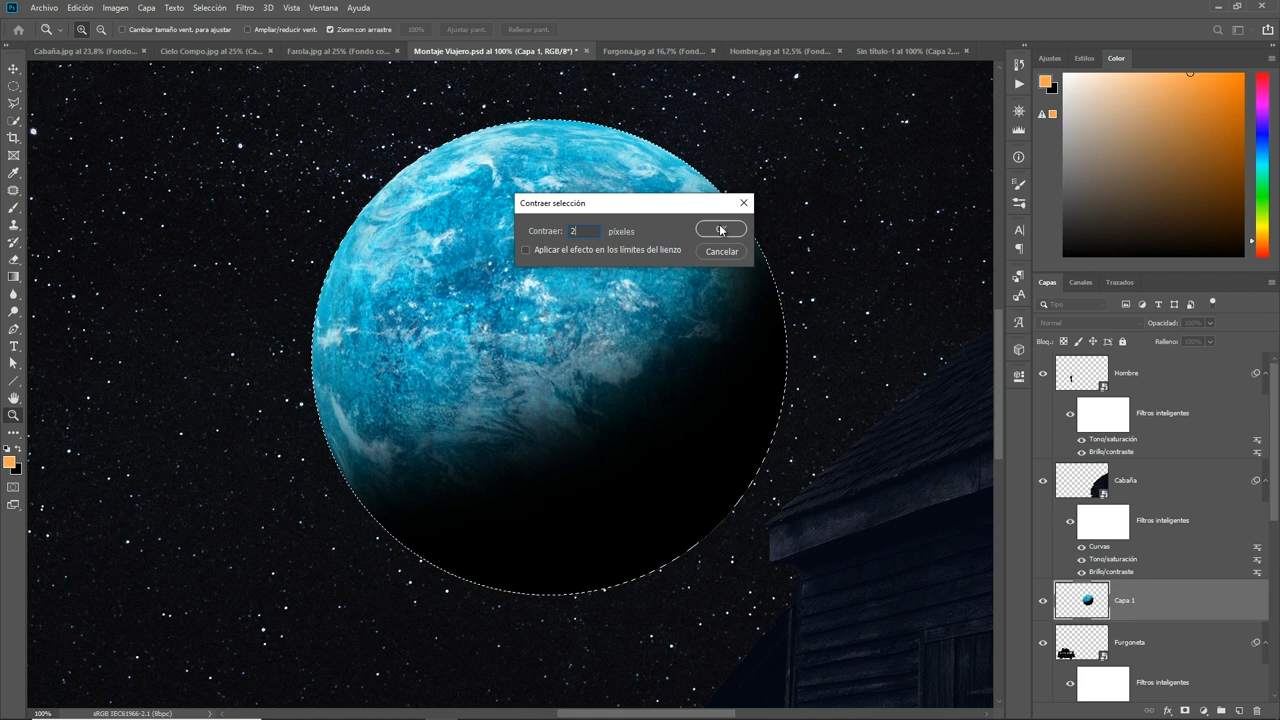 Ps Archivo Edición Imagen Capa Texto Selección Filtro 3D Vista Ventana Ayuda
Cambiar tamaño vent. para ajustar Ampliar/reducir vent. Zoom con arrastre 100% Ajustar pant. Rellenar pant.
Cabaña.jpg al 23,8% (Fondo... Cielo Compo.jpg al 25% (Ca... Farola.jpg al 25% (Fondo co... Montaje Viajero.psd al 100% (Capa 1, RGB/8*) * Furgona.jpg al 16,7% (Fond... Hombre.jpg al 12,5% (Fond... Sin título-1 al 100% (Capa 2,...
Ajustes Estilos Color
Contraer selección
Contraer: 2 píxeles
Aplicar el efecto en los límites del lienzo
Cancelar
Capas Canales Trazados
Tipo
Normal Opacidad: 100%
Bloq.: Relleno: 100%
Hombre
Filtros inteligentes
Tono/saturación
Brillo/contraste
Cabaña
Filtros inteligentes
Curvas
Tono/saturación
Brillo/contraste
Capa 1
Furgoneta
Filtros inteligentes
100% sRGB IEC61966-2.1 (8bpc)